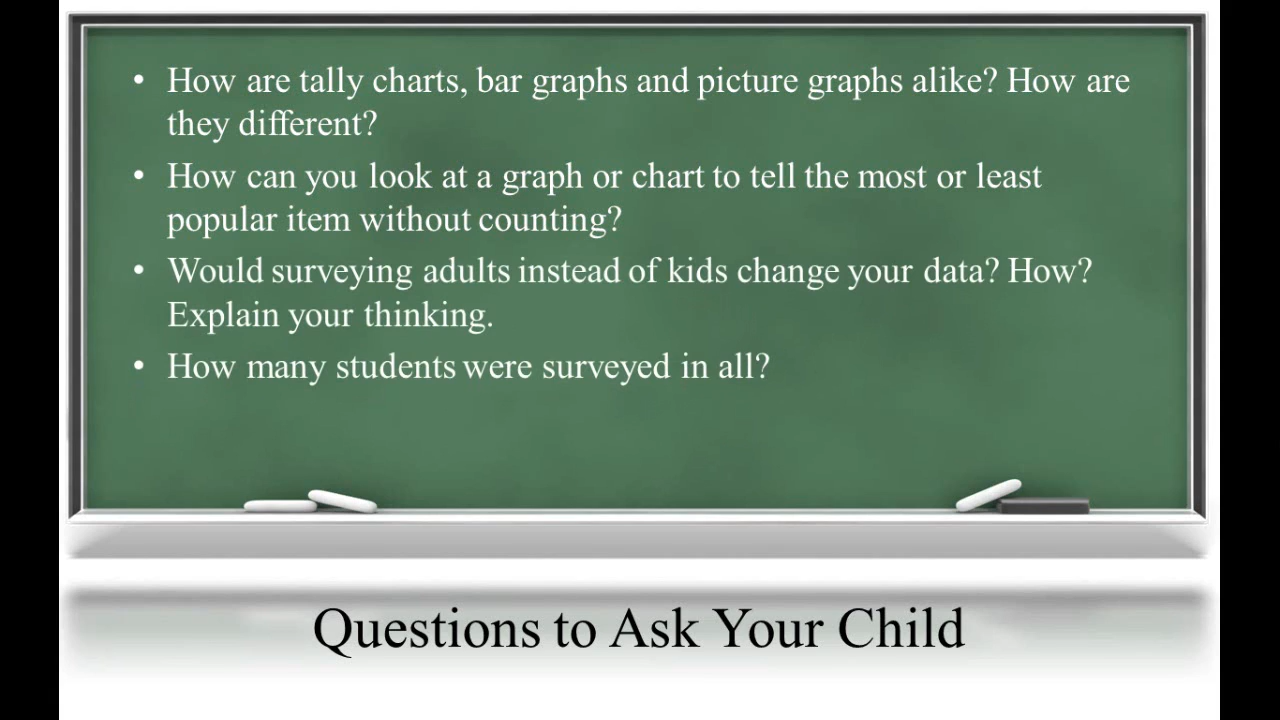 • How are tally charts, bar graphs and picture graphs alike? How are
they different?
• How can you look at a graph or chart to tell the most or least
popular item without counting?
• Would surveying adults instead of kids change your data? How?
Explain your thinking.
• How many students were surveyed in all?
Questions to Ask Your Child